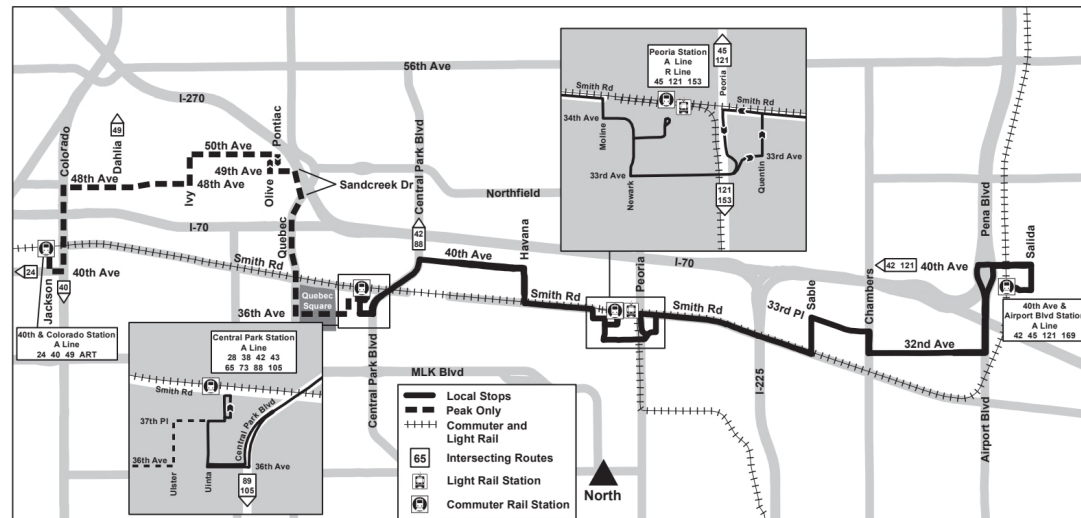 56th Ave
I-270
Colorado
Dahlia
49
Pontiac
50th Ave
49th Ave
48th Ave
48th Ave
Ivy
Olive
Sandcreek Dr
Central Park Blvd
Northfield
I-70
Quebec
42
88
Havana
Smith Rd
40th Ave
24
40th Ave
40
Jackson
36th Ave
Quebec
Square
Smith Rd
Peoria
Smith Rd
I-70
33rd Pl
Sable
Chambers
42 121
40th Ave
Pena Blvd
Salida
32nd Ave
I-225
Airport Blvd
MLK Blvd
Central Park Blvd
40th & Colorado Station
A Line
24 40 49 ART
40th Ave &
Airport Blvd Station
A Line
42 45 121 169
Peoria Station
A Line
R Line
45 121 153
45
121
Peoria
Smith Rd
Smith Rd
34th Ave
Moline
33rd Ave
Newark
33rd Ave
Quentin
121
153
Central Park Station
A Line
28 38 42 43
65 73 88 105
Smith Rd
37th Pl
Central Park Blvd
36th Ave
36th Ave
Ulster
Uinta
89
105
Local Stops
Peak Only
Commuter and
Light Rail
65
Intersecting Routes
Light Rail Station
Commuter Rail Station
North